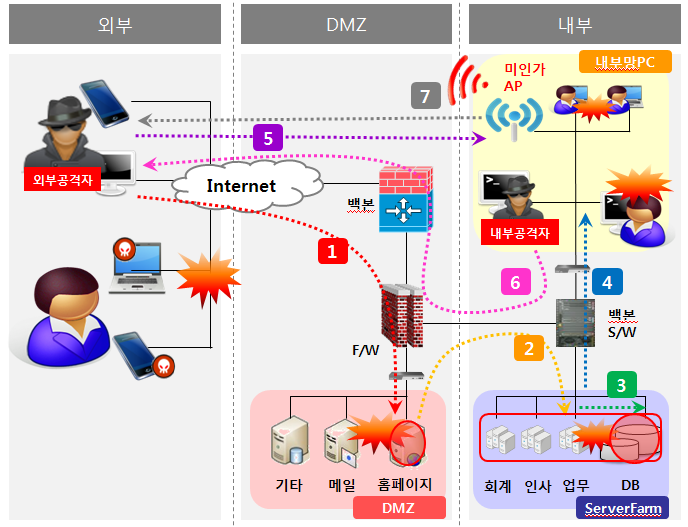 외부
DMZ
내부
내부망PC
미인가
AP
7
5
외부공격자
Internet
백본
내부공격자
1
6
4
백본
S/W
F/W
2
3
기타
메일
홈페이지
회계
인사
업무
DB
DMZ
ServerFarm